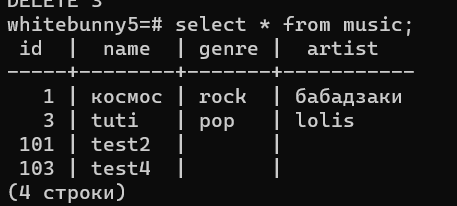 DELETE 3
whitebunny5=# select * from music;
 id  |  name  | genre |  artist
-----+--------+-------+-----------
   1 | космос | rock  | бабадзаки
   3 | tuti   | pop   | lolis
 101 | test2  |       |
 103 | test4  |       |
(4 строки)